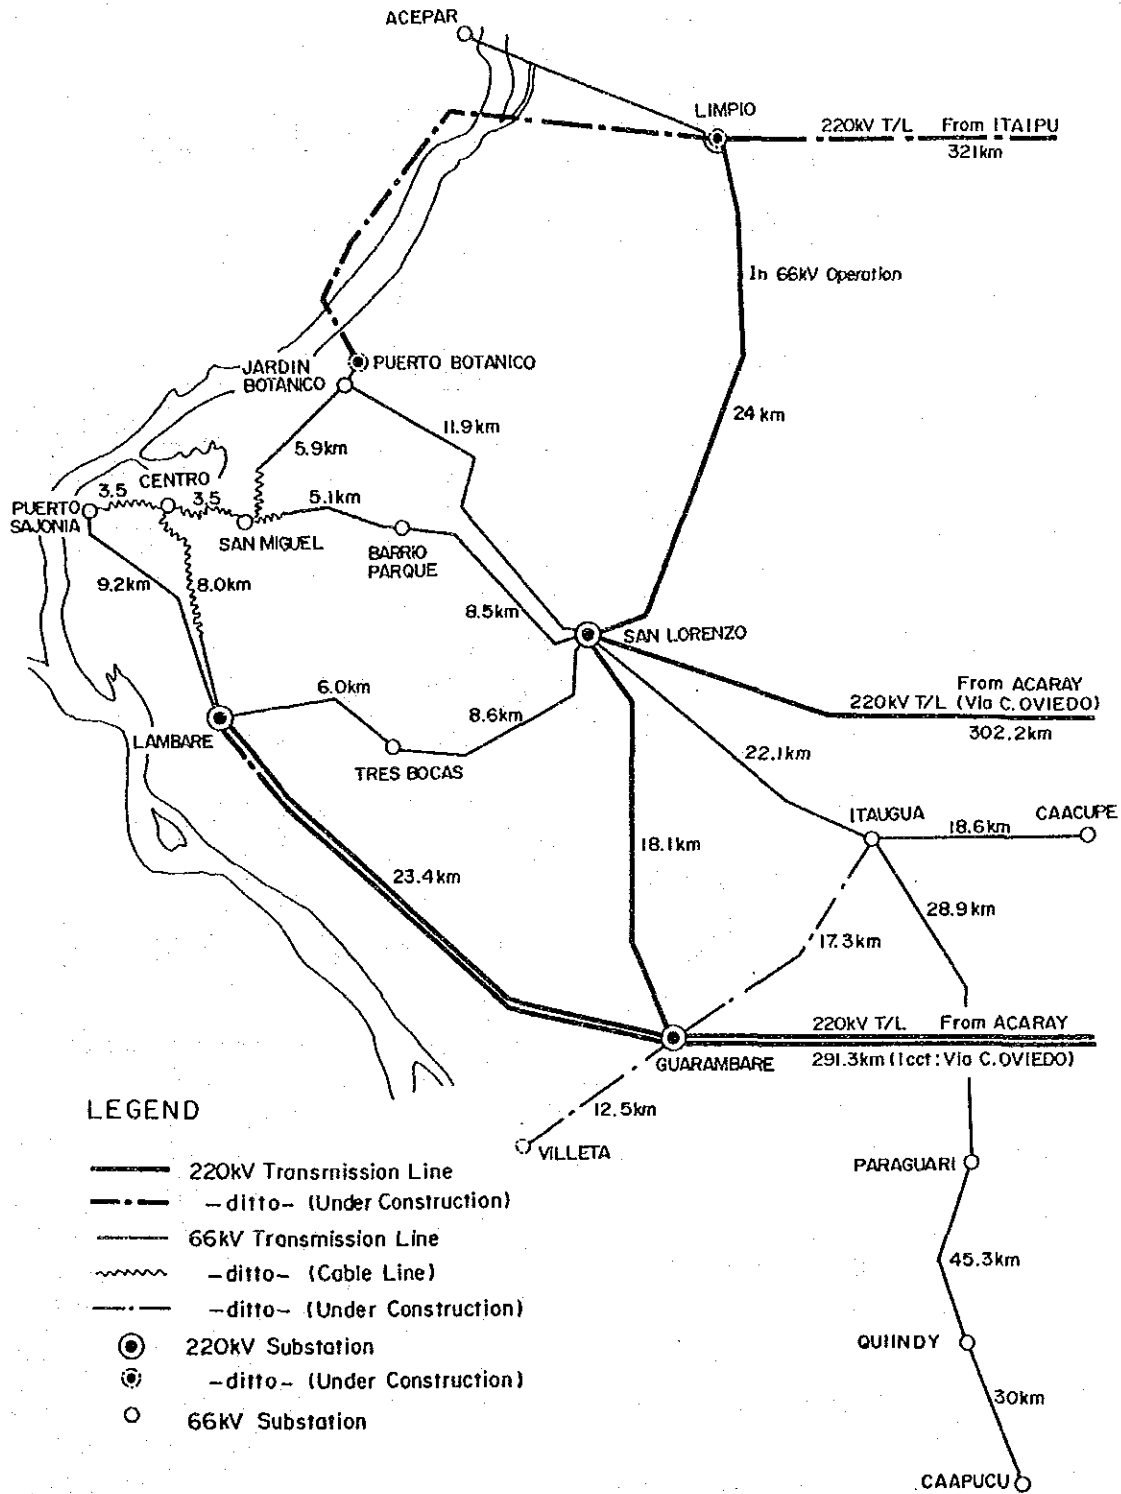 ACEPAR
LIMPIO
220kV T/L From ITAIPU
321km
In 66kV Operation
JARDIN
BOTANICO
PUERTO BOTANICO
24 km
11.9km
5.9km
CENTRO
3.5
3.5
5.1km
PUERTO
SAJONIA
SAN MIGUEL
BARRIO
PARQUE
9.2km
8.0km
8.5km
SAN LORENZO
6.0km
8.6km
From ACARAY
220kV T/L (Via C. OVIEDO)
302.2km
LAMBARE
TRES BOCAS
22.1km
ITAUGUA
CAACUPE
18.6km
18.1km
23.4km
28.9km
17.3km
220kV T/L From ACARAY
GUARAMBARE
291.3km (1cct: Via C. OVIEDO)
12.5km
VILLETA
PARAGUARI
45.3km
QUIINDY
30km
CAAPUCU
LEGEND
220kV Transmission Line
-ditto- (Under Construction)
66kV Transmission Line
-ditto- (Cable Line)
-ditto- (Under Construction)
220kV Substation
-ditto- (Under Construction)
66kV Substation